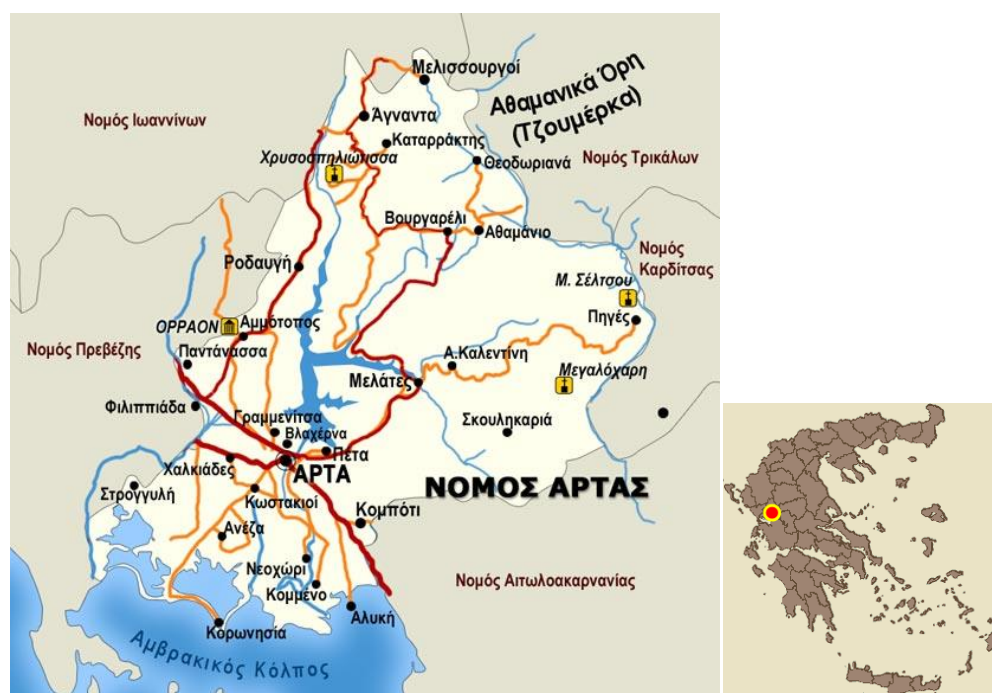 Μελισσουργοί
Αθαμανικά Όρη
(Τζουμέρκα)
Νομός Ιωαννίνων
Άγναντα
Καταρράκτης
Χρυσοσπηλιώτισσα
Θεοδωριανά
Νομός Τρικάλων
Βουργαρέλι
Αθαμάνιο
Νομός
Καρδίτσας
Ροδαυγή
Μ. Σέλτσου
Πηγές
ΟΡΡΑΟΝ
Αμμότοπος
Νομός Πρεβέζης
Παντάνασσα
Α.Καλεντίνη
Μεγαλόχαρη
Μελάτες
Φιλιππιάδα
Γραμμενίτσα
Σκουληκαριά
Βλαχέρνα
Πέτα
Χαλκιάδες
ΑΡΤΑ
ΝΟΜΟΣ ΑΡΤΑΣ
Στρογγυλή
Κωστακιοί
Κομπότι
Ανέζα
Νεοχώρι
Νομός Αιτωλοακαρνανίας
Κομμένο
Αλυκή
Κορωνησία
Αμβρακικός Κόλπος